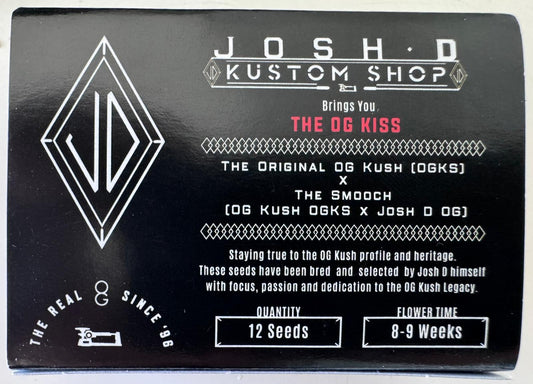 JOSH · D
KUSTOM SHOP
Brings You
THE OG KISS
The Original OG Kush (OGKS)
X
The Smooch
(OG Kush OGKS x Josh D OG)
Staying true to the OG Kush profile and heritage.
These seeds have been bred and selected by Josh D himself
with focus, passion and dedication to the OG Kush Legacy.
QUANTITY
12 Seeds
FLOWER TIME
8-9 Weeks
JD
OG
THE REAL SINCE '96